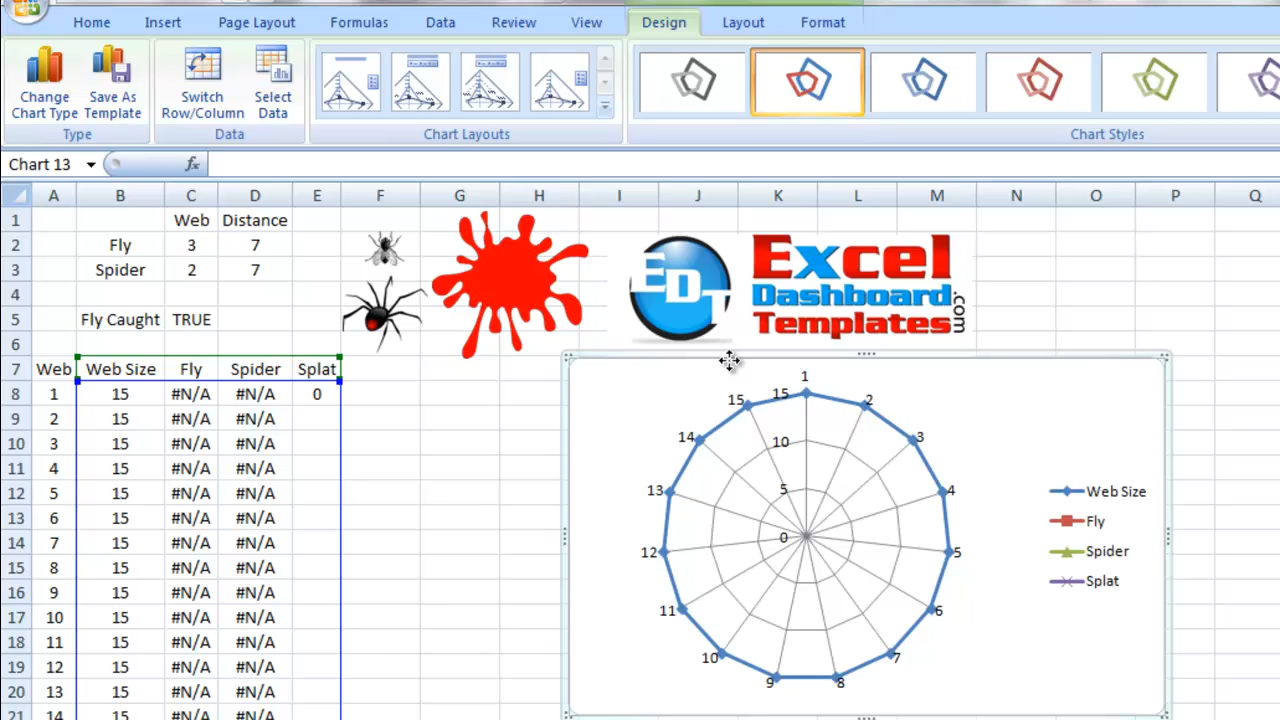 Home Insert Page Layout Formulas Data Review View Design Layout Format
Change Chart Type
Save As Template
Switch Row/Column
Select Data
Type Data Chart Layouts Chart Styles
Chart 13 fx
A B C D E F G H I J K L M N O P Q
1 Web Distance
2 Fly 3 7
3 Spider 2 7
4
5 Fly Caught TRUE
6
EDT
Excel
Dashboard
Templates
.com
7 Web Web Size Fly Spider Splat
8 1 15 #N/A #N/A 0
9 2 15 #N/A #N/A
10 3 15 #N/A #N/A
11 4 15 #N/A #N/A
12 5 15 #N/A #N/A
13 6 15 #N/A #N/A
14 7 15 #N/A #N/A
15 8 15 #N/A #N/A
16 9 15 #N/A #N/A
17 10 15 #N/A #N/A
18 11 15 #N/A #N/A
19 12 15 #N/A #N/A
20 13 15 #N/A #N/A
21 14 15 #N/A #N/A
1
15 15 2
14 10 3
5
13 4
0
12 5
11 6
10 7
9 8
Web Size
Fly
Spider
Splat